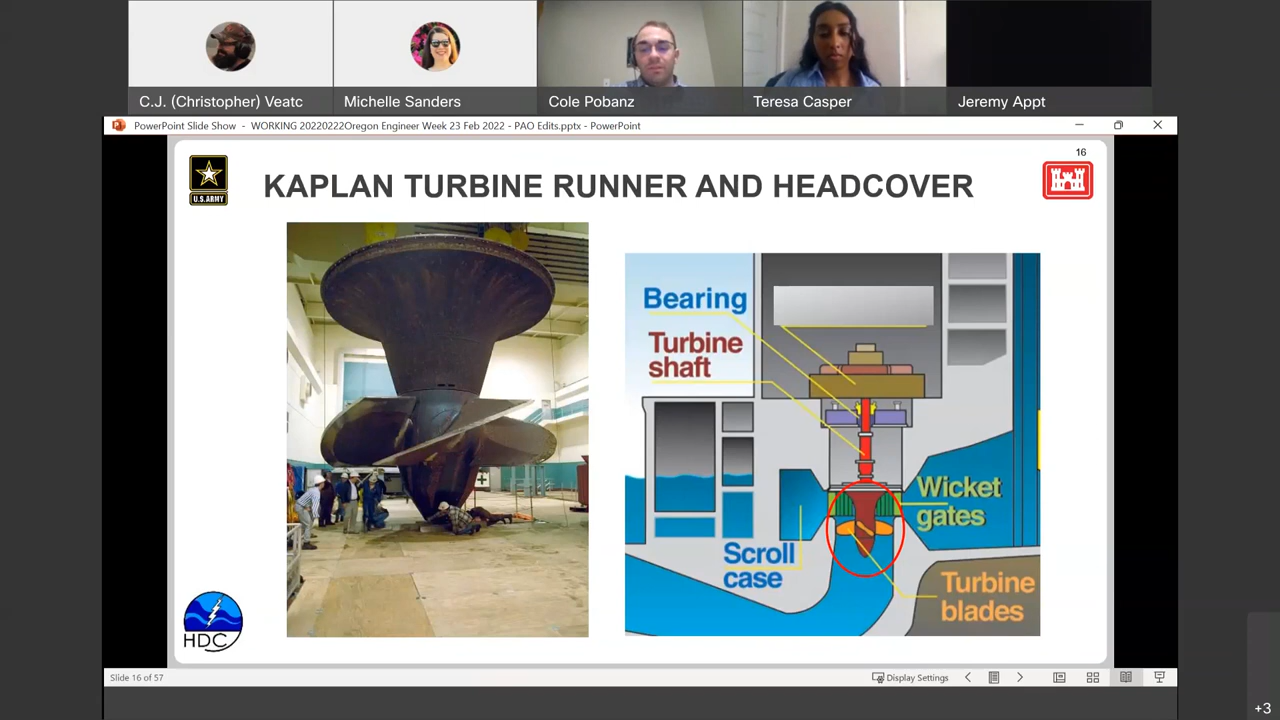 C.J. (Christopher) Veatc
Michelle Sanders
Cole Pobanz
Teresa Casper
Jeremy Appt
PowerPoint Slide Show - WORKING 20220222Oregon Engineer Week 23 Feb 2022 - PAO Edits.pptx - PowerPoint
16
U.S.ARMY
KAPLAN TURBINE RUNNER AND HEADCOVER
Bearing
Turbine
shaft
Wicket
gates
Scroll
case
Turbine
blades
HDC
Slide 16 of 57
Display Settings
+3